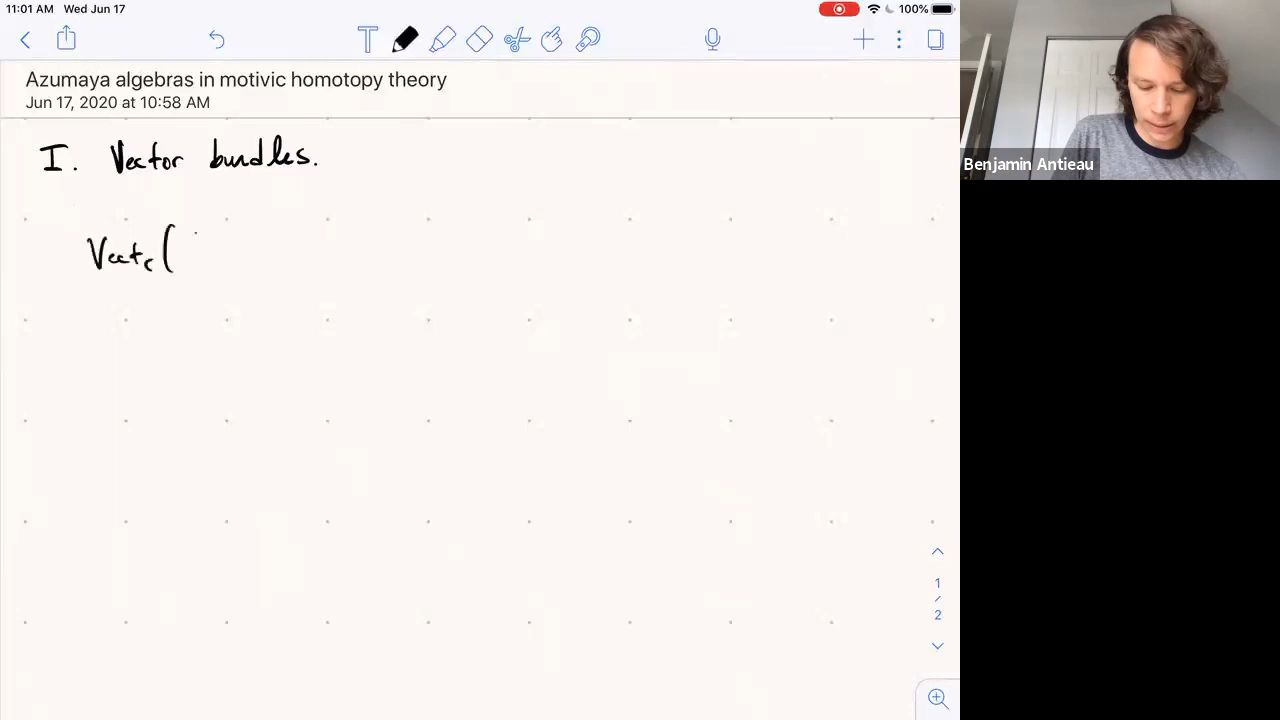 11:01 AM Wed Jun 17
100%
Azumaya algebras in motivic homotopy theory
Jun 17, 2020 at 10:58 AM
I. Vector bundles.
Vect_r(
Benjamin Antieau
1
/
2